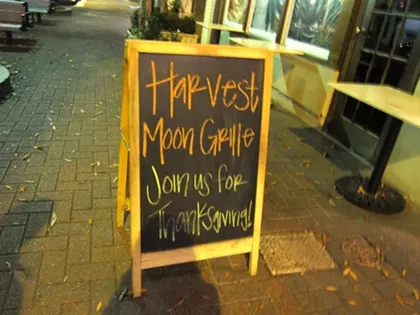 Harvest
Moon Grille
Join us for
Thanksgiving!